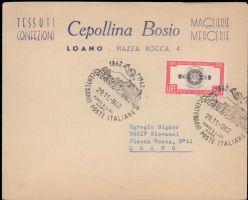 TESSUTI
CONFEZIONI
Cepollina Bosio
LOANO - PIAZZA ROCCA, 4
MAGLIERIE
MERCERIE
1862 1962
CENTENARIO POSTE ITALIANE
Egregio Signor
BOSIO Giovanni
Piazza Rocca, N°
LOANO